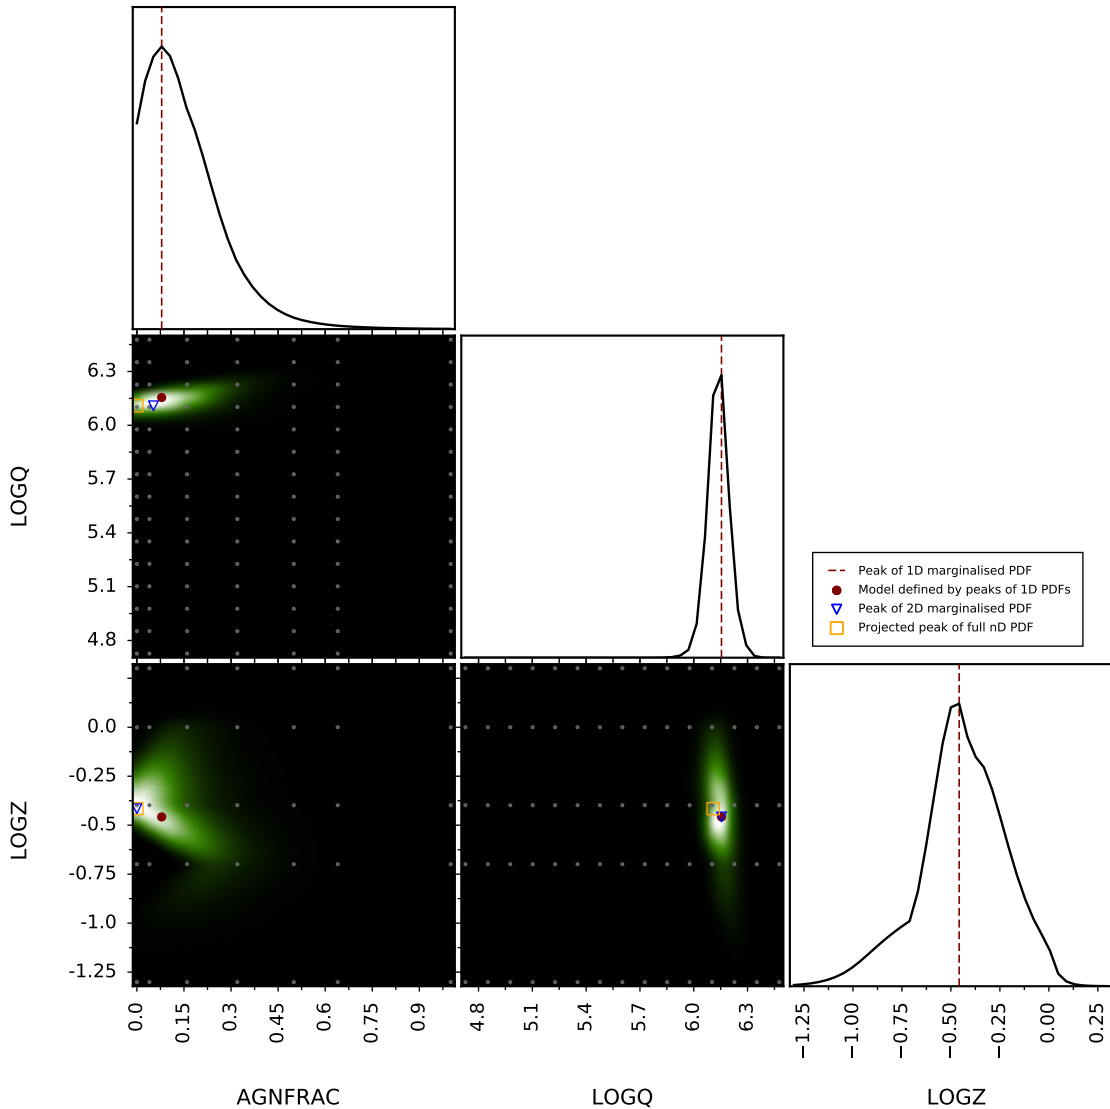 LOGQ
6.3
6.0
5.7
5.4
5.1
4.8
Peak of 1D marginalised PDF
Model defined by peaks of 1D PDFs
Peak of 2D marginalised PDF
Projected peak of full nD PDF
LOGZ
0.0
-0.25
-0.5
-0.75
-1.0
-1.25
0.0 0.15 0.3 0.45 0.6 0.75 0.9
4.8 5.1 5.4 5.7 6.0 6.3
−1.25 −1.00 −0.75 −0.50 −0.25 0.00 0.25
AGNFRAC LOGQ LOGZ